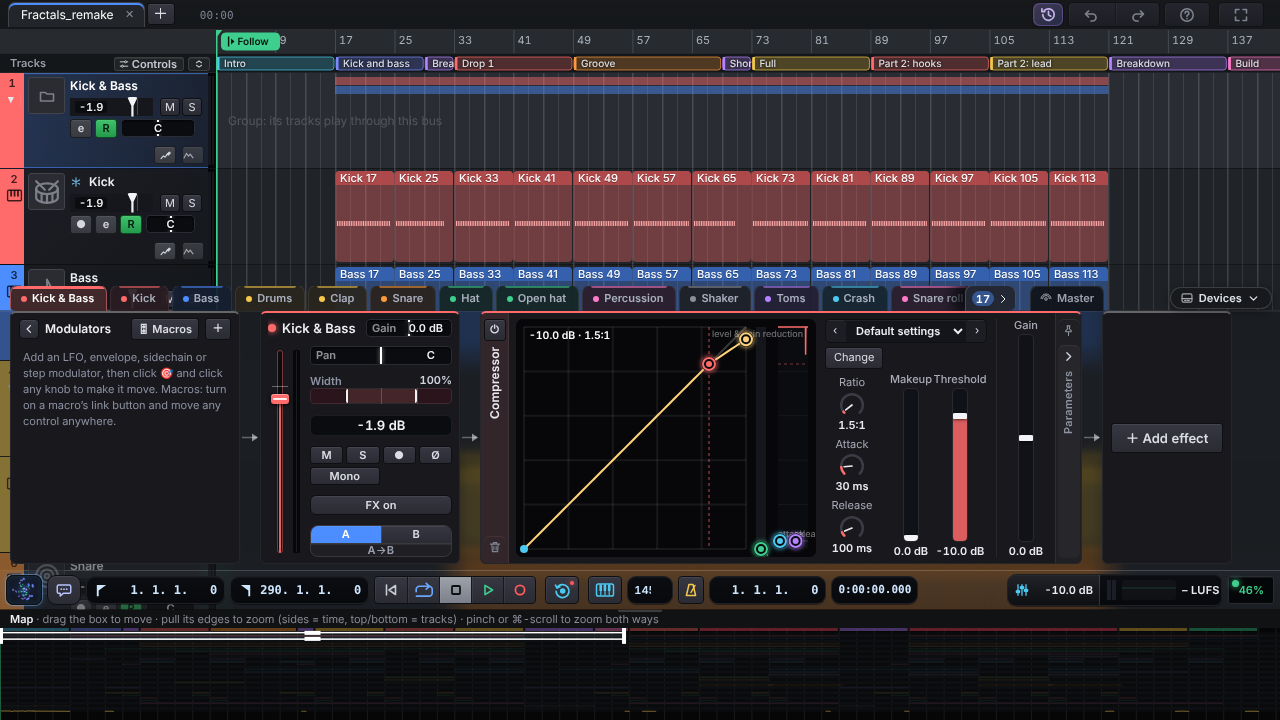 Fractals_remake × + 00:00
Follow 9 17 25 33 41 49 57 65 73 81 89 97 105 113 121 129 137
Tracks Controls Intro Kick and bass Brea Drop 1 Groove Shor Full Part 2: hooks Part 2: lead Breakdown Build
1 Kick & Bass
-1.9 M S
e R C
Group: its tracks play through this bus
2 Kick
-1.9 M S
e R C
Kick 17 Kick 25 Kick 33 Kick 41 Kick 49 Kick 57 Kick 65 Kick 73 Kick 81 Kick 89 Kick 97 Kick 105 Kick 113
3 Bass
Bass 17 Bass 25 Bass 33 Bass 41 Bass 49 Bass 57 Bass 65 Bass 73 Bass 81 Bass 89 Bass 97 Bass 105 Bass 113
Kick & Bass Kick Bass Drums Clap Snare Hat Open hat Percussion Shaker Toms Crash Snare roll 17 Master Devices
Modulators Macros +
Add an LFO, envelope, sidechain or
step modulator, then click 🎯 and click
any knob to make it move. Macros: turn
on a macro's link button and move any
control anywhere.
Kick & Bass Gain 0.0 dB
Pan C
Width 100%
-1.9 dB
M S Ø
Mono
FX on
A B
A→B
Compressor
-10.0 dB · 1.5:1
level & gain reduction
Default settings
Change
Ratio
1.5:1
Attack
30 ms
Release
100 ms
Makeup Threshold
0.0 dB -10.0 dB
Gain
0.0 dB
Parameters
+ Add effect
Share
1. 1. 1. 0 290. 1. 1. 0 1. 1. 1. 0 0:00:00.000 -10.0 dB – LUFS 46%
Map · drag the box to move · pull its edges to zoom (sides = time, top/bottom = tracks) · pinch or ⌘-scroll to zoom both ways